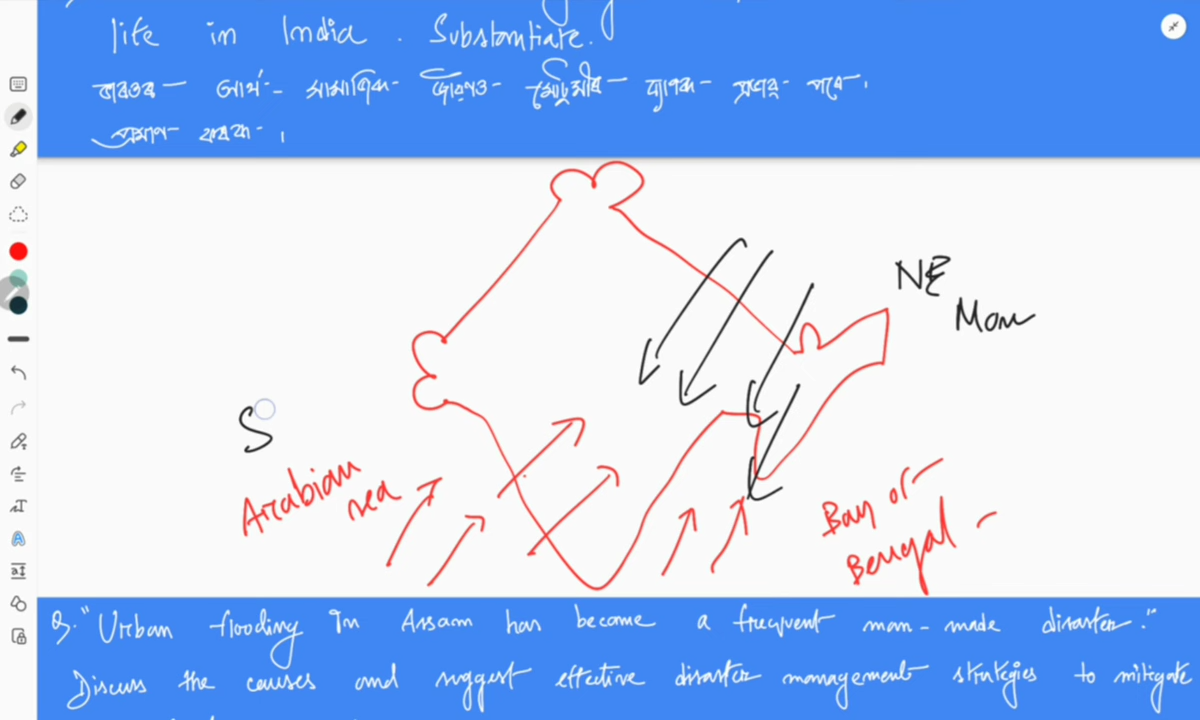 life in India. Substantiate.
ভাৰতৰ আৰ্থ- সামাজিক জীৱনত মৌচুমীৰ ব্যাপক প্ৰভাৱ পৰে।
প্ৰমাণ কৰক।
NE
Mon
S
Arabian
sea
Bay of
Bengal
Q. "Urban flooding in Assam has become a frequent man-made disaster."
Discuss the causes and suggest effective disaster management strategies to mitigate